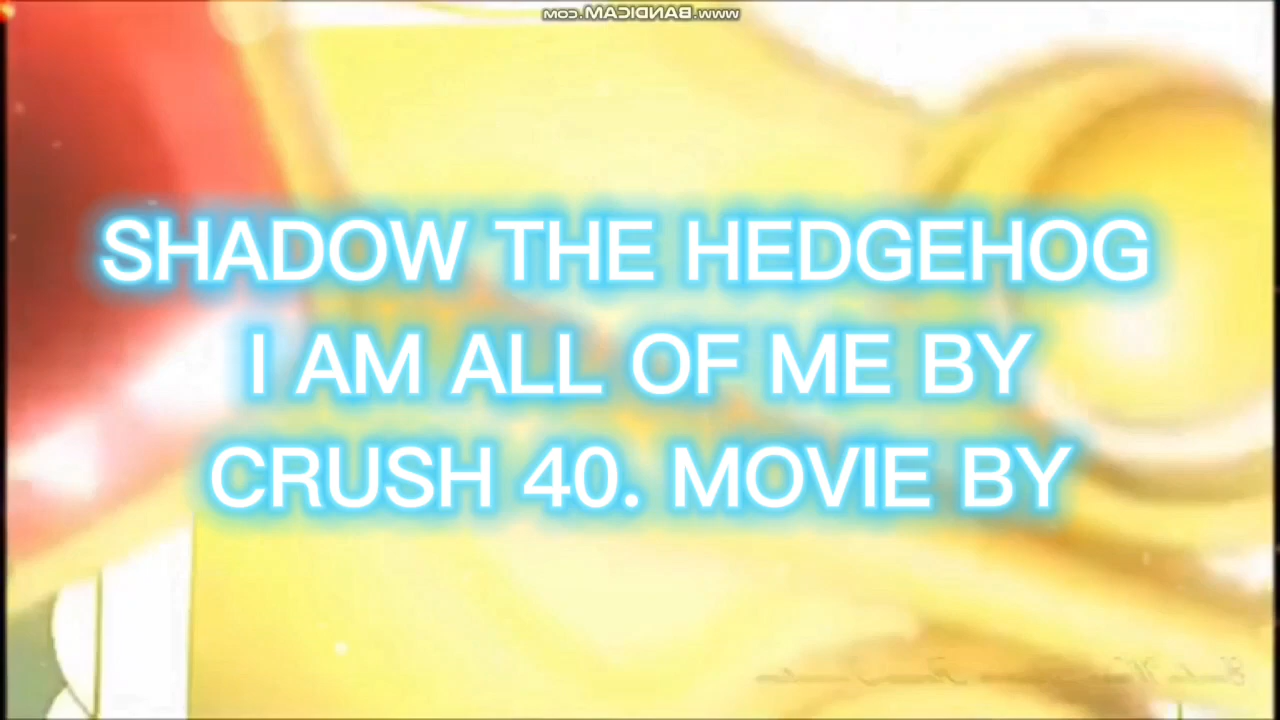 www.BANDICAM.com
SHADOW THE HEDGEHOG
I AM ALL OF ME BY
CRUSH 40. MOVIE BY